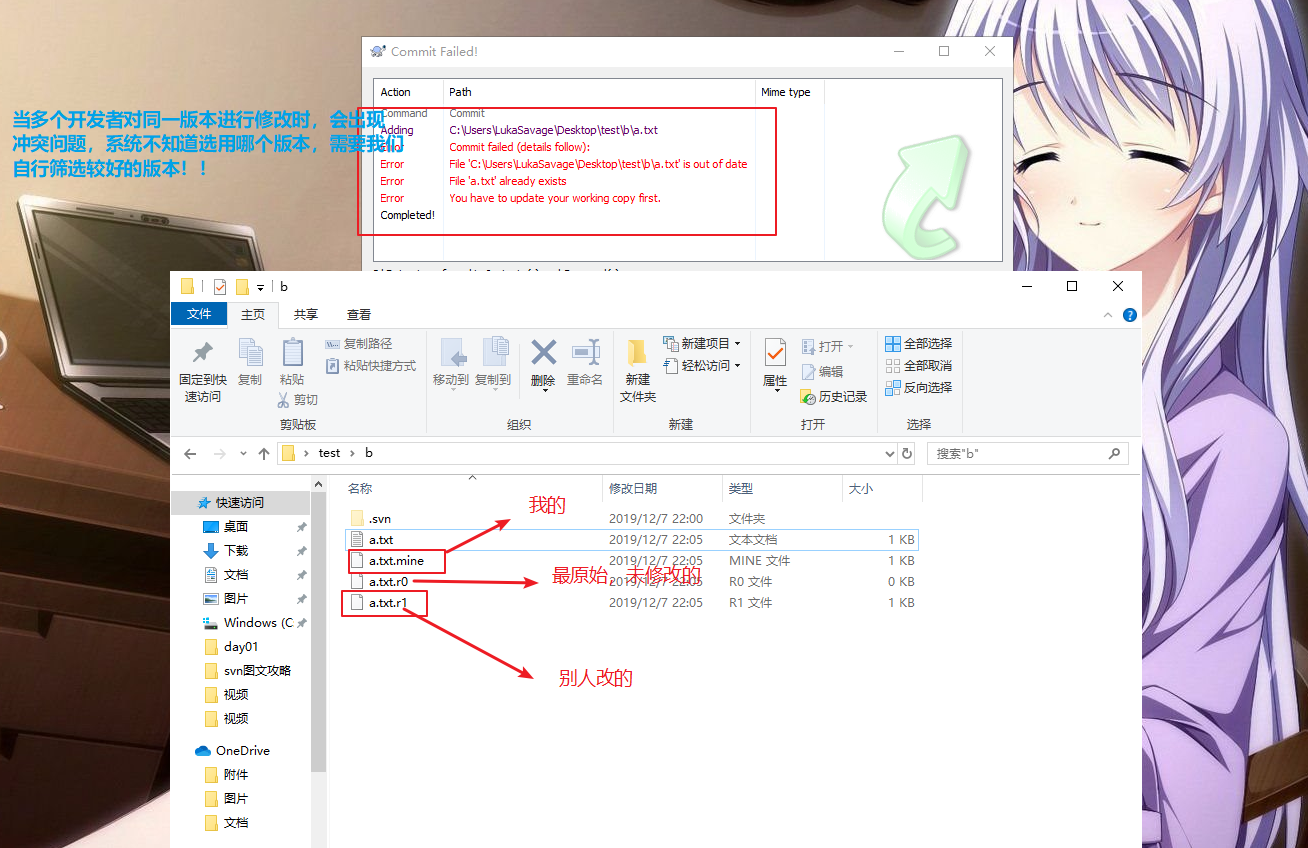 Commit Failed!
Action Path Mime type
Command Commit
Adding C:\Users\LukaSavage\Desktop\test\b\a.txt
Error Commit failed (details follow):
Error File 'C:\Users\LukaSavage\Desktop\test\b\a.txt' is out of date
Error File 'a.txt' already exists
Error You have to update your working copy first.
Completed!
当多个开发者对同一版本进行修改时，会出现
冲突问题，系统不知道选用哪个版本，需要我们
自行筛选较好的版本！！
b
文件 主页 共享 查看
固定到快
速访问
复制
粘贴
复制路径
粘贴快捷方式
剪切
剪贴板
移动到 复制到 删除 重命名
组织
新建
文件夹
新建项目
轻松访问
新建
属性
打开
编辑
历史记录
打开
全部选择
全部取消
反向选择
选择
test b
搜索"b"
快速访问
桌面
下载
文档
图片
Windows (C
day01
svn图文攻略
视频
视频
OneDrive
附件
图片
文档
名称 修改日期 类型 大小
.svn 2019/12/7 22:00 文件夹
a.txt 2019/12/7 22:05 文本文档 1 KB
a.txt.mine 2019/12/7 22:05 MINE 文件 1 KB
a.txt.r0 2019/12/7 22:05 R0 文件 0 KB
a.txt.r1 2019/12/7 22:05 R1 文件 1 KB
我的
最原始，未修改的
别人改的